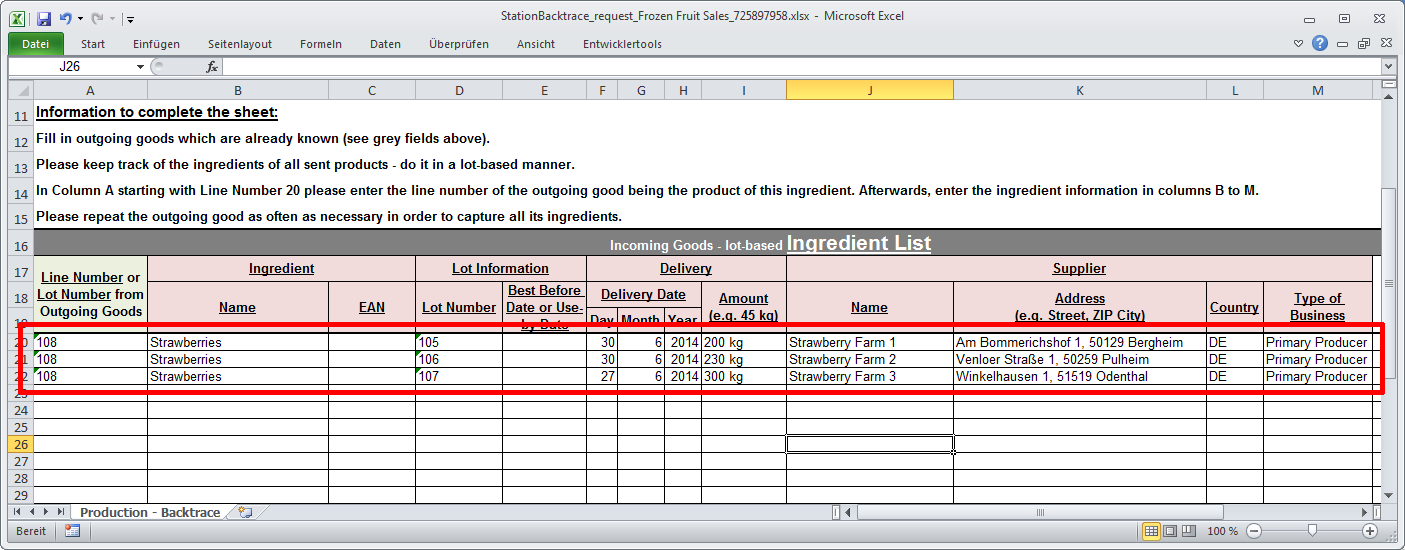 StationBacktrace_request_Frozen Fruit Sales_725897958.xlsx - Microsoft Excel
Datei Start Einfügen Seitenlayout Formeln Daten Überprüfen Ansicht Entwicklertools
J26 fx
A B C D E F G H I J K L M
11 Information to complete the sheet:
12 Fill in outgoing goods which are already known (see grey fields above).
13 Please keep track of the ingredients of all sent products - do it in a lot-based manner.
14 In Column A starting with Line Number 20 please enter the line number of the outgoing good being the product of this ingredient. Afterwards, enter the ingredient information in columns B to M.
15 Please repeat the outgoing good as often as necessary in order to capture all its ingredients.
16 Incoming Goods - lot-based Ingredient List
17 Line Number or Lot Number from Outgoing Goods Ingredient Lot Information Delivery Supplier
18 Name EAN Lot Number Best Before Date or Use-by Date Delivery Date Amount (e.g. 45 kg) Name Address (e.g. Street, ZIP City) Country Type of Business
19 Day Month Year
20 108 Strawberries 105 30 6 2014 200 kg Strawberry Farm 1 Am Bommerichshof 1, 50129 Bergheim DE Primary Producer
21 108 Strawberries 106 30 6 2014 230 kg Strawberry Farm 2 Venloer Straße 1, 50259 Pulheim DE Primary Producer
22 108 Strawberries 107 27 6 2014 300 kg Strawberry Farm 3 Winkelhausen 1, 51519 Odenthal DE Primary Producer
23
24
25
26
27
28
29
Production - Backtrace
Bereit 100 %